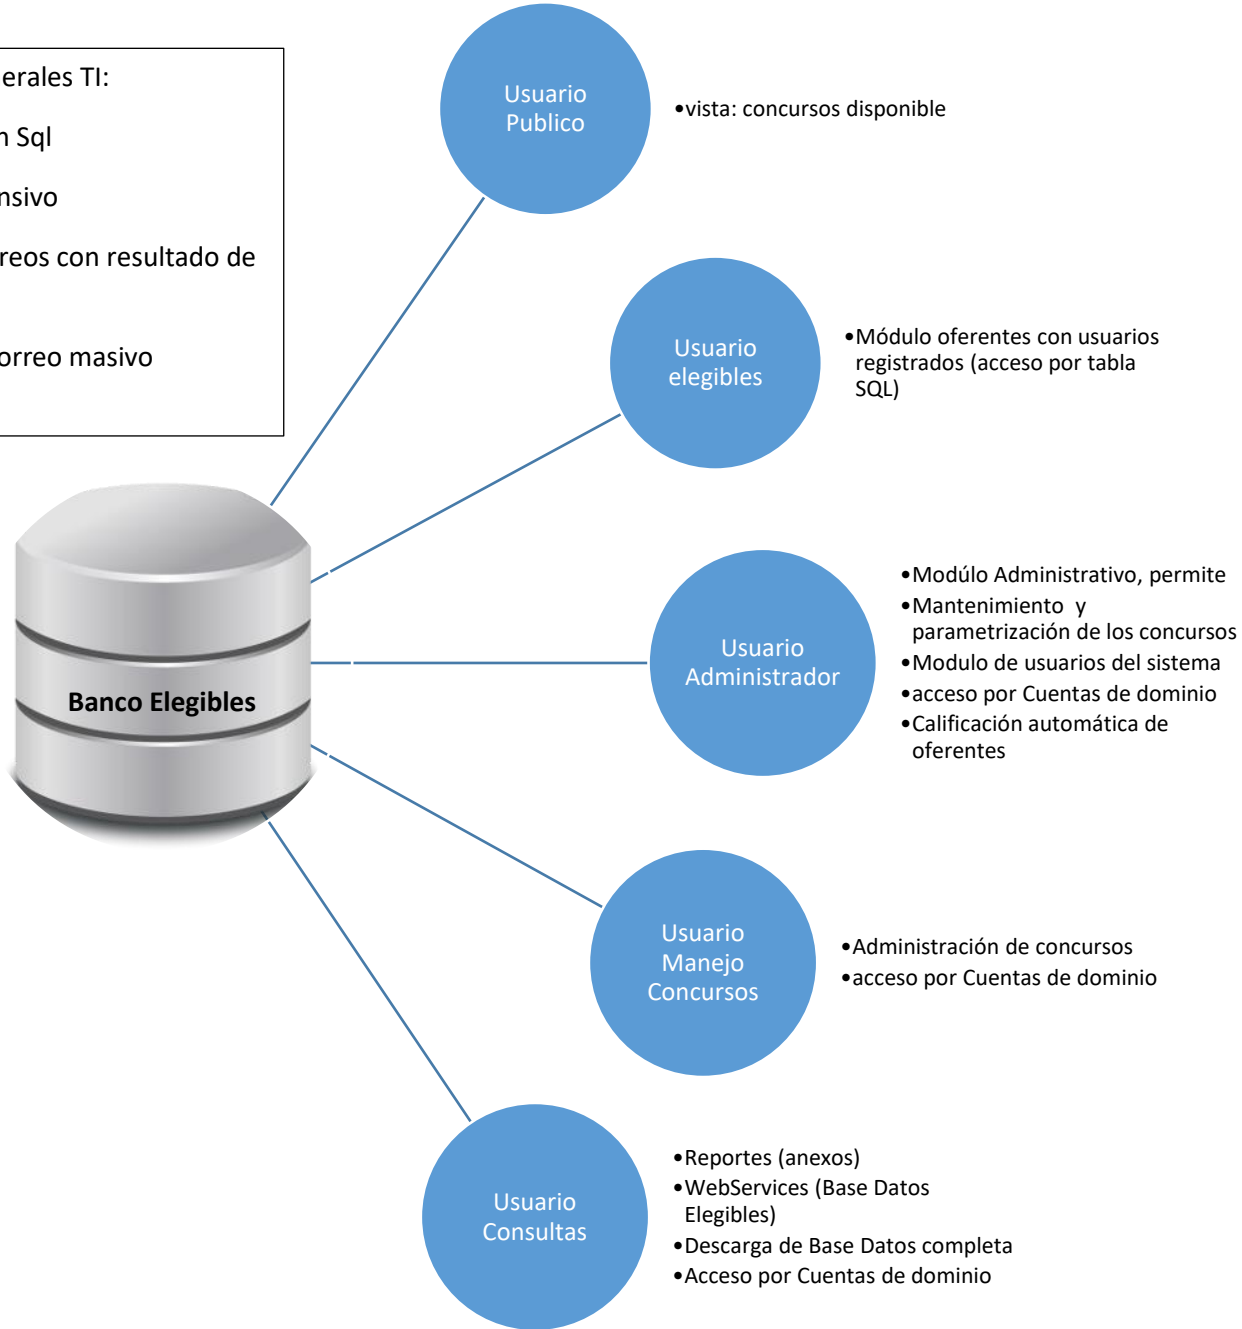 erales TI:
Sql
nsivo
reos con resultado de
orreo masivo
Usuario
Publico
•vista: concursos disponible
Usuario
elegibles
•Módulo oferentes con usuarios
registrados (acceso por tabla
SQL)
Banco Elegibles
Usuario
Administrador
•Modúlo Administrativo, permite
•Mantenimiento y
parametrización de los concursos
•Modulo de usuarios del sistema
•acceso por Cuentas de dominio
•Calificación automática de
oferentes
Usuario
Manejo
Concursos
•Administración de concursos
•acceso por Cuentas de dominio
Usuario
Consultas
•Reportes (anexos)
•WebServices (Base Datos
Elegibles)
•Descarga de Base Datos completa
•Acceso por Cuentas de dominio